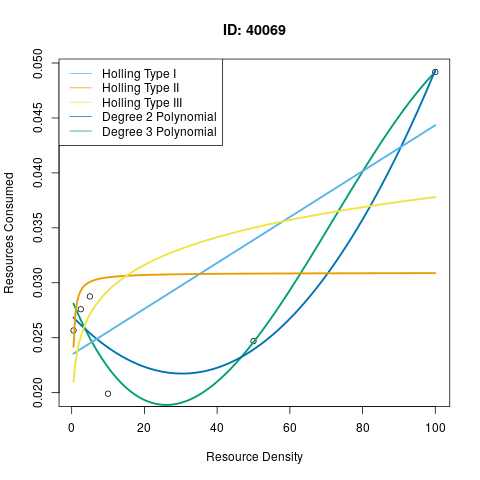 ID: 40069
Holling Type I
Holling Type II
Holling Type III
Degree 2 Polynomial
Degree 3 Polynomial
Resources Consumed
0.050
0.045
0.040
0.035
0.030
0.025
0.020
0 20 40 60 80 100
Resource Density